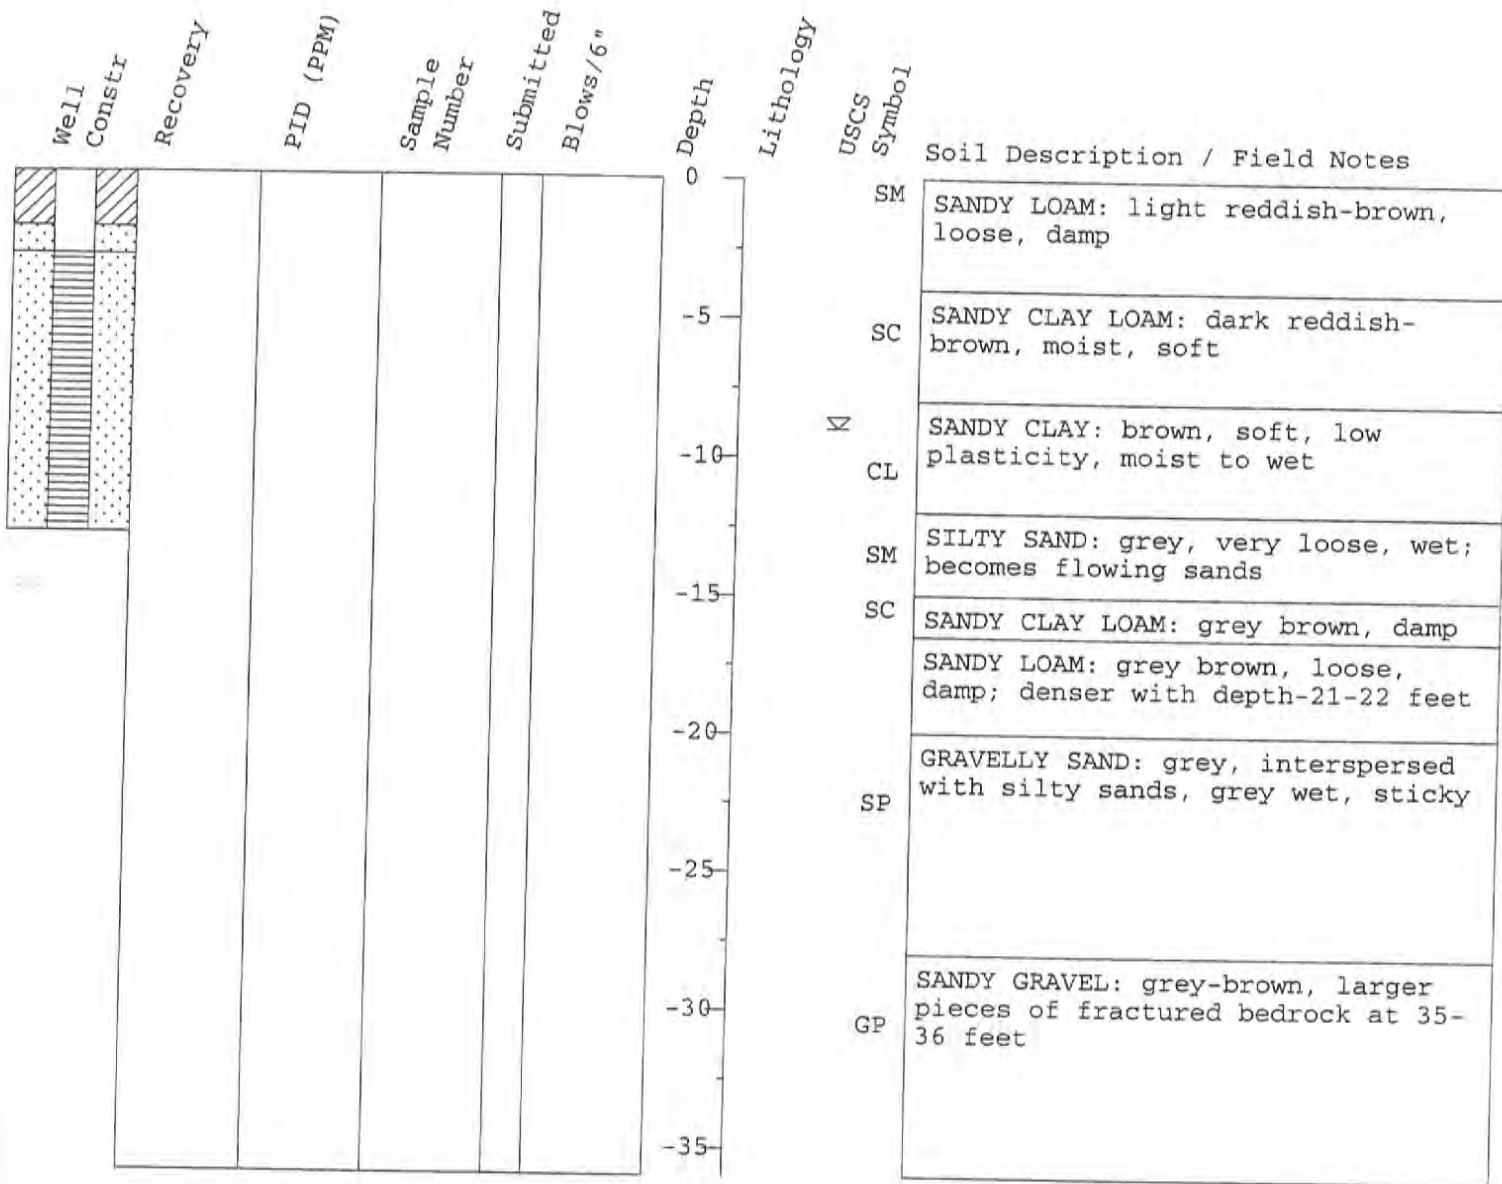 Well
Constr
Recovery
PID (PPM)
Sample
Number
Submitted
Blows/6"
Depth
Lithology
USCS
Symbol
Soil Description / Field Notes
0
SM
SANDY LOAM: light reddish-brown,
loose, damp
-5
SC
SANDY CLAY LOAM: dark reddish-
brown, moist, soft
-10
CL
SANDY CLAY: brown, soft, low
plasticity, moist to wet
SM
SILTY SAND: grey, very loose, wet;
becomes flowing sands
-15
SC
SANDY CLAY LOAM: grey brown, damp
SANDY LOAM: grey brown, loose,
damp; denser with depth-21-22 feet
-20
GRAVELLY SAND: grey, interspersed
with silty sands, grey wet, sticky
SP
-25
SANDY GRAVEL: grey-brown, larger
pieces of fractured bedrock at 35-
36 feet
-30
GP
-35